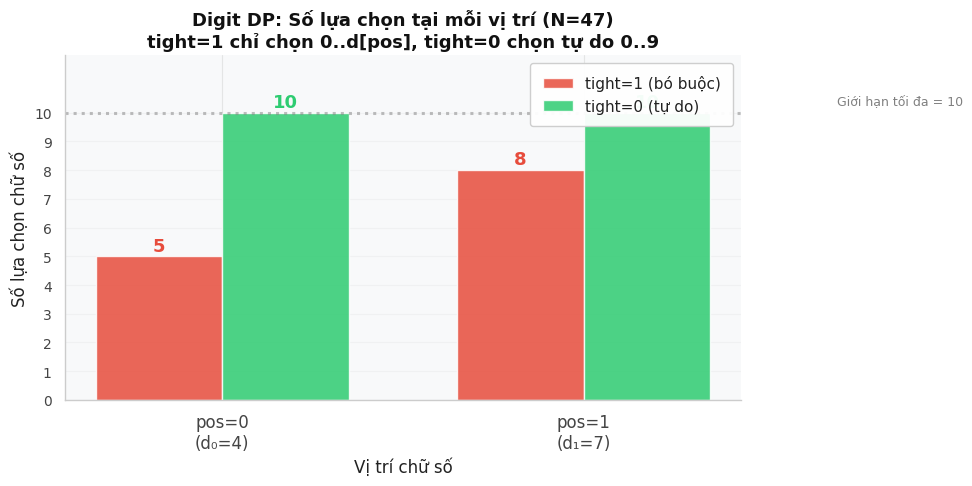 Digit DP: Số lựa chọn tại mỗi vị trí (N=47)
tight=1 chỉ chọn 0..d[pos], tight=0 chọn tự do 0..9
tight=1 (bó buộc)
tight=0 (tự do)
Giới hạn tối đa = 10
Số lựa chọn chữ số
10
9
8
7
6
5
4
3
2
1
0
5
10
8
pos=0
(d₀=4)
pos=1
(d₁=7)
Vị trí chữ số